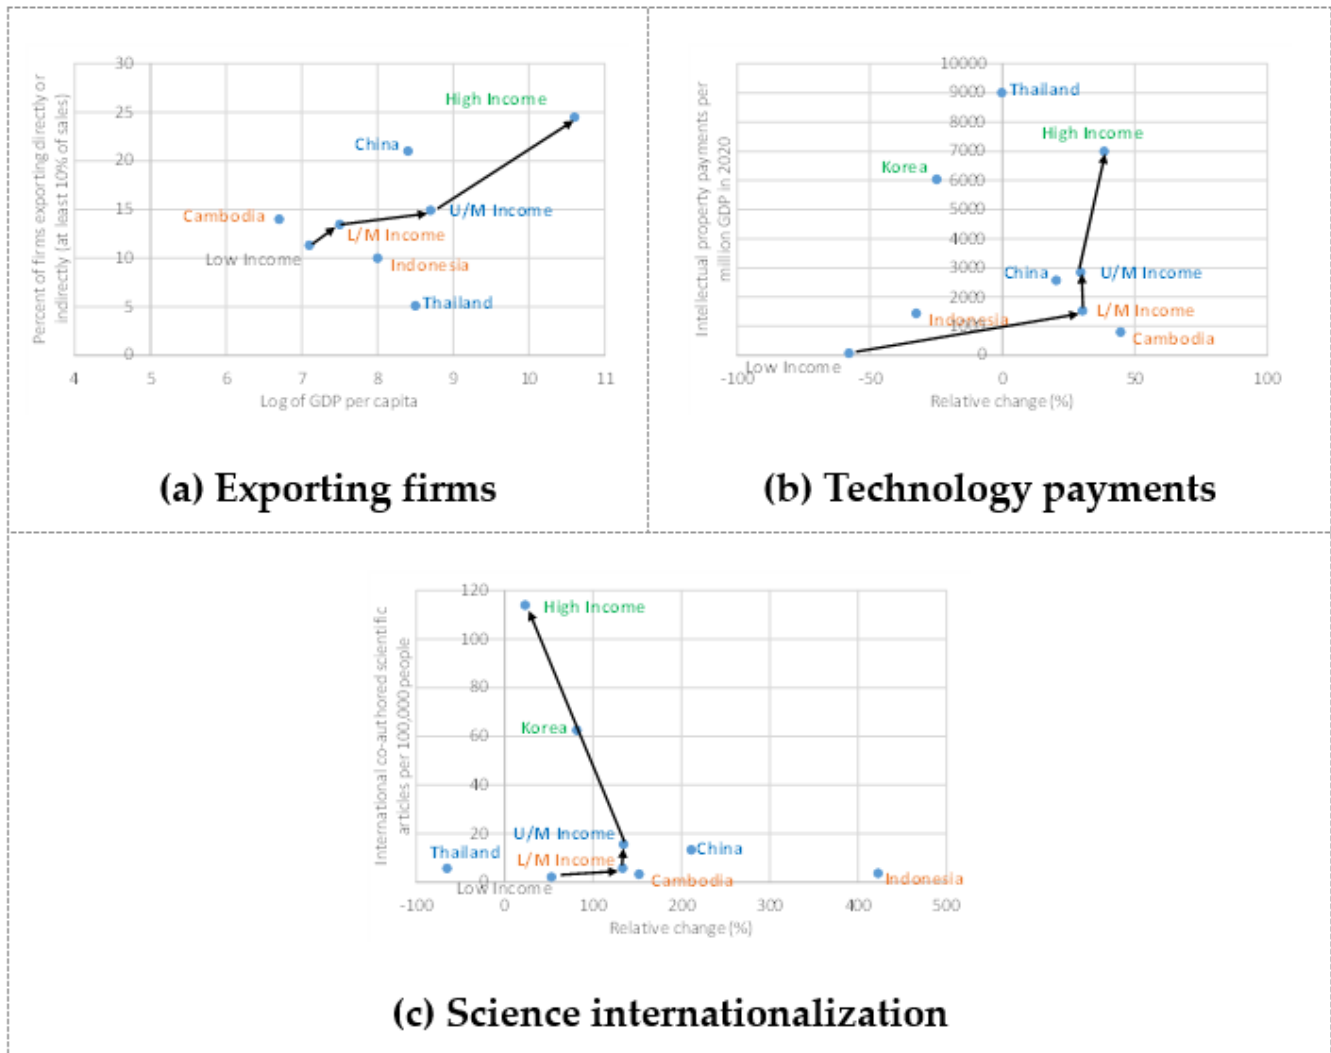 Percent of firms exporting directly or
indirectly (at least 10% of sales)
30
25
20
15
10
5
0
High Income
China
Cambodia
U/M Income
L/M Income
Low Income
Indonesia
Thailand
4 5 6 7 8 9 10 11
Log of GDP per capita
(a) Exporting firms
Intellectual property payments per
million GDP in 2020
10000
9000
8000
7000
6000
5000
4000
3000
2000
1000
0
Thailand
High Income
Korea
China
U/M Income
Indonesia
L/M Income
Cambodia
Low Income
-100 -50 0 50 100
Relative change (%)
(b) Technology payments
International co-authored scientific
articles per 100,000 people
120
100
80
60
40
20
0
High Income
Korea
U/M Income
China
Thailand
L/M Income
Low Income
Cambodia
Indonesia
-100 0 100 200 300 400 500
Relative change (%)
(c) Science internationalization